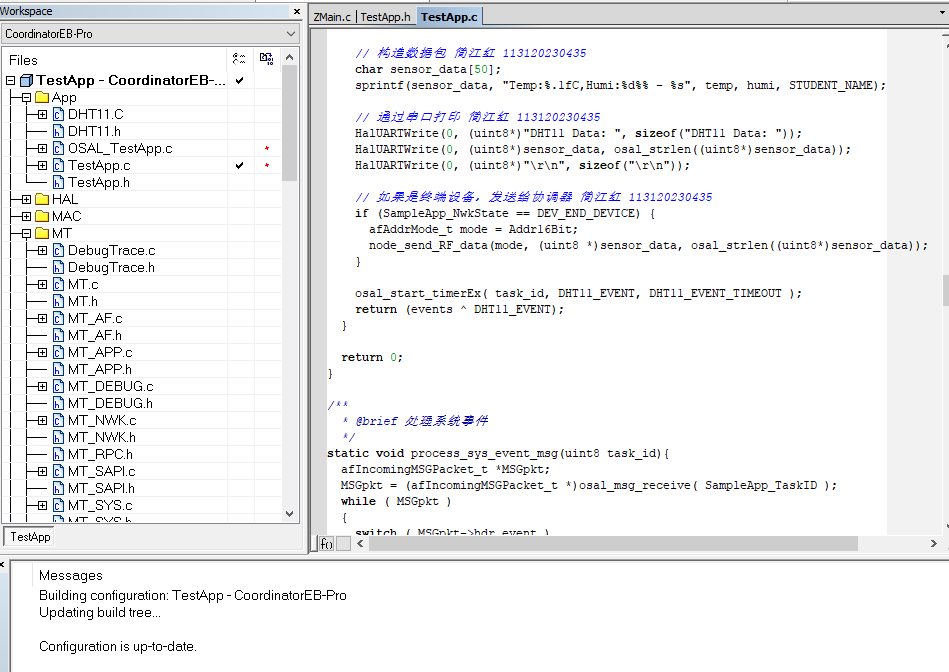 Workspace
CoordinatorEB-Pro
Files
TestApp - CoordinatorEB-...
App
DHT11.C
DHT11.h
OSAL_TestApp.c
TestApp.c
TestApp.h
HAL
MAC
MT
DebugTrace.c
DebugTrace.h
MT.c
MT.h
MT_AF.c
MT_AF.h
MT_APP.c
MT_APP.h
MT_DEBUG.c
MT_DEBUG.h
MT_NWK.c
MT_NWK.h
MT_RPC.h
MT_SAPI.c
MT_SAPI.h
MT_SYS.c
MT_SYS.h
TestApp
ZMain.c | TestApp.h TestApp.c
// 构造数据包 简江红 113120230435
char sensor_data[50];
sprintf(sensor_data, "Temp:%.1fC,Humi:%d%% - %s", temp, humi, STUDENT_NAME);
// 通过串口打印 简江红 113120230435
HalUARTWrite(0, (uint8*)"DHT11 Data: ", sizeof("DHT11 Data: "));
HalUARTWrite(0, (uint8*)sensor_data, osal_strlen((uint8*)sensor_data));
HalUARTWrite(0, (uint8*)"\r\n", sizeof("\r\n"));
// 如果是终端设备，发送给协调器 简江红 113120230435
if (SampleApp_NwkState == DEV_END_DEVICE) {
afAddrMode_t mode = Addr16Bit;
node_send_RF_data(mode, (uint8 *)sensor_data, osal_strlen((uint8*)sensor_data));
}
osal_start_timerEx( task_id, DHT11_EVENT, DHT11_EVENT_TIMEOUT );
return (events ^ DHT11_EVENT);
}
return 0;
}
/**
* @brief 处理系统事件
*/
static void process_sys_event_msg(uint8 task_id){
afIncomingMSGPacket_t *MSGpkt;
MSGpkt = (afIncomingMSGPacket_t *)osal_msg_receive( SampleApp_TaskID );
while ( MSGpkt )
{
switch ( MSGpkt->hdr.event )
f()
Messages
Building configuration: TestApp - CoordinatorEB-Pro
Updating build tree...
Configuration is up-to-date.